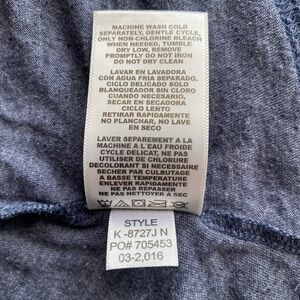 MACHINE WASH COLD
SEPARATELY, GENTLE CYCLE,
ONLY NON-CHLORINE BLEACH
WHEN NEEDED, TUMBLE
DRY LOW, REMOVE
PROMPTLY DO NOT IRON
DO NOT DRY CLEAN
LAVAR EN LAVADORA
CON AGUA FRIA SEPARADO.
CICLO DELICADO SOLO
BLANQUEADOR SIN CLORO
CUANDO NECESARIO,
SECAR EN SECADORA
CICLO LENTO
RETIRAR RAPIDAMENTE
NO PLANCHAR, NO LAVA
EN SECO
LAVER SEPAREMENT A LA
MACHINE A L'EAU FROIDE
CYCLE DELICAT, NE PAS
UTILISER DE CHLORURE
DECOLORANT SI NECESSAIRE
SECHER PAR CULBUTAGE
A BASSE TEMPERATURE
ENLEVER RAPIDEMENT
NE PAS REPASSER
NE PAS NETTOYER A SEC
STYLE
K -8727J N
PO# 705453
03-2,016